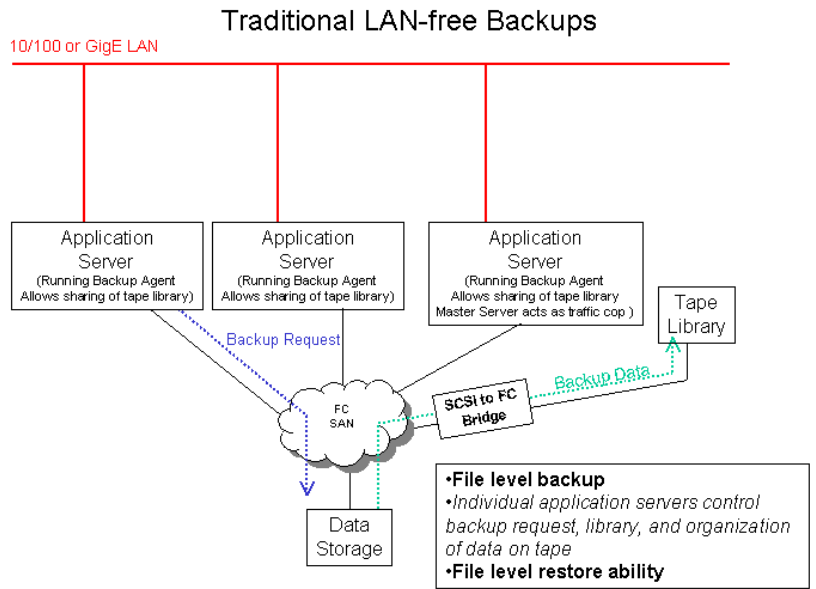 Traditional LAN-free Backups
10/100 or GigE LAN
Application
Server
(Running Backup Agent
Allows sharing of tape library)
Application
Server
(Running Backup Agent
Allows sharing of tape library)
Application
Server
(Running Backup Agent
Allows sharing of tape library
Master Server acts as traffic cop )
Tape
Library
Backup Request
Backup Data
SCSI to FC
Bridge
FC
SAN
Data
Storage
•File level backup
•Individual application servers control
backup request, library, and organization
of data on tape
•File level restore ability